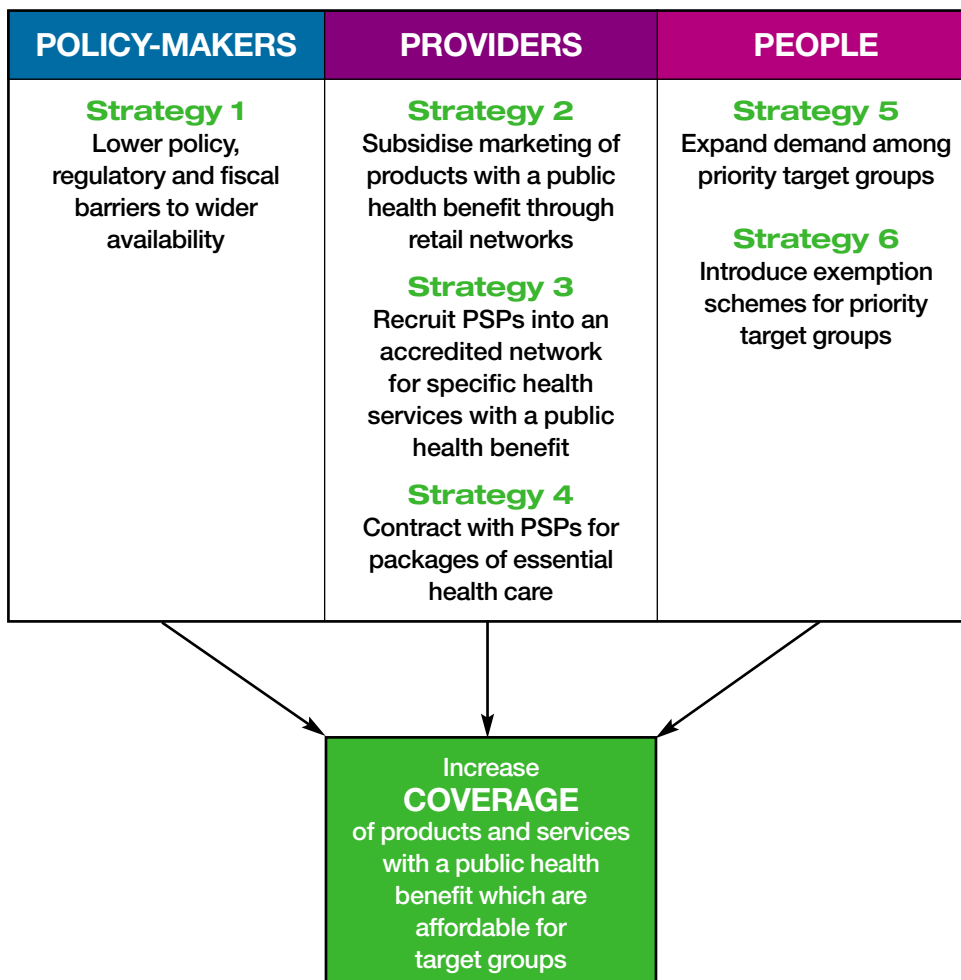 POLICY-MAKERS
Strategy 1
Lower policy,
regulatory and fiscal
barriers to wider
availability
PROVIDERS
Strategy 2
Subsidise marketing of
products with a public
health benefit through
retail networks
Strategy 3
Recruit PSPs into an
accredited network
for specific health
services with a public
health benefit
Strategy 4
Contract with PSPs for
packages of essential
health care
PEOPLE
Strategy 5
Expand demand among
priority target groups
Strategy 6
Introduce exemption
schemes for priority
target groups
Increase
COVERAGE
of products and services
with a public health
benefit which are
affordable for
target groups